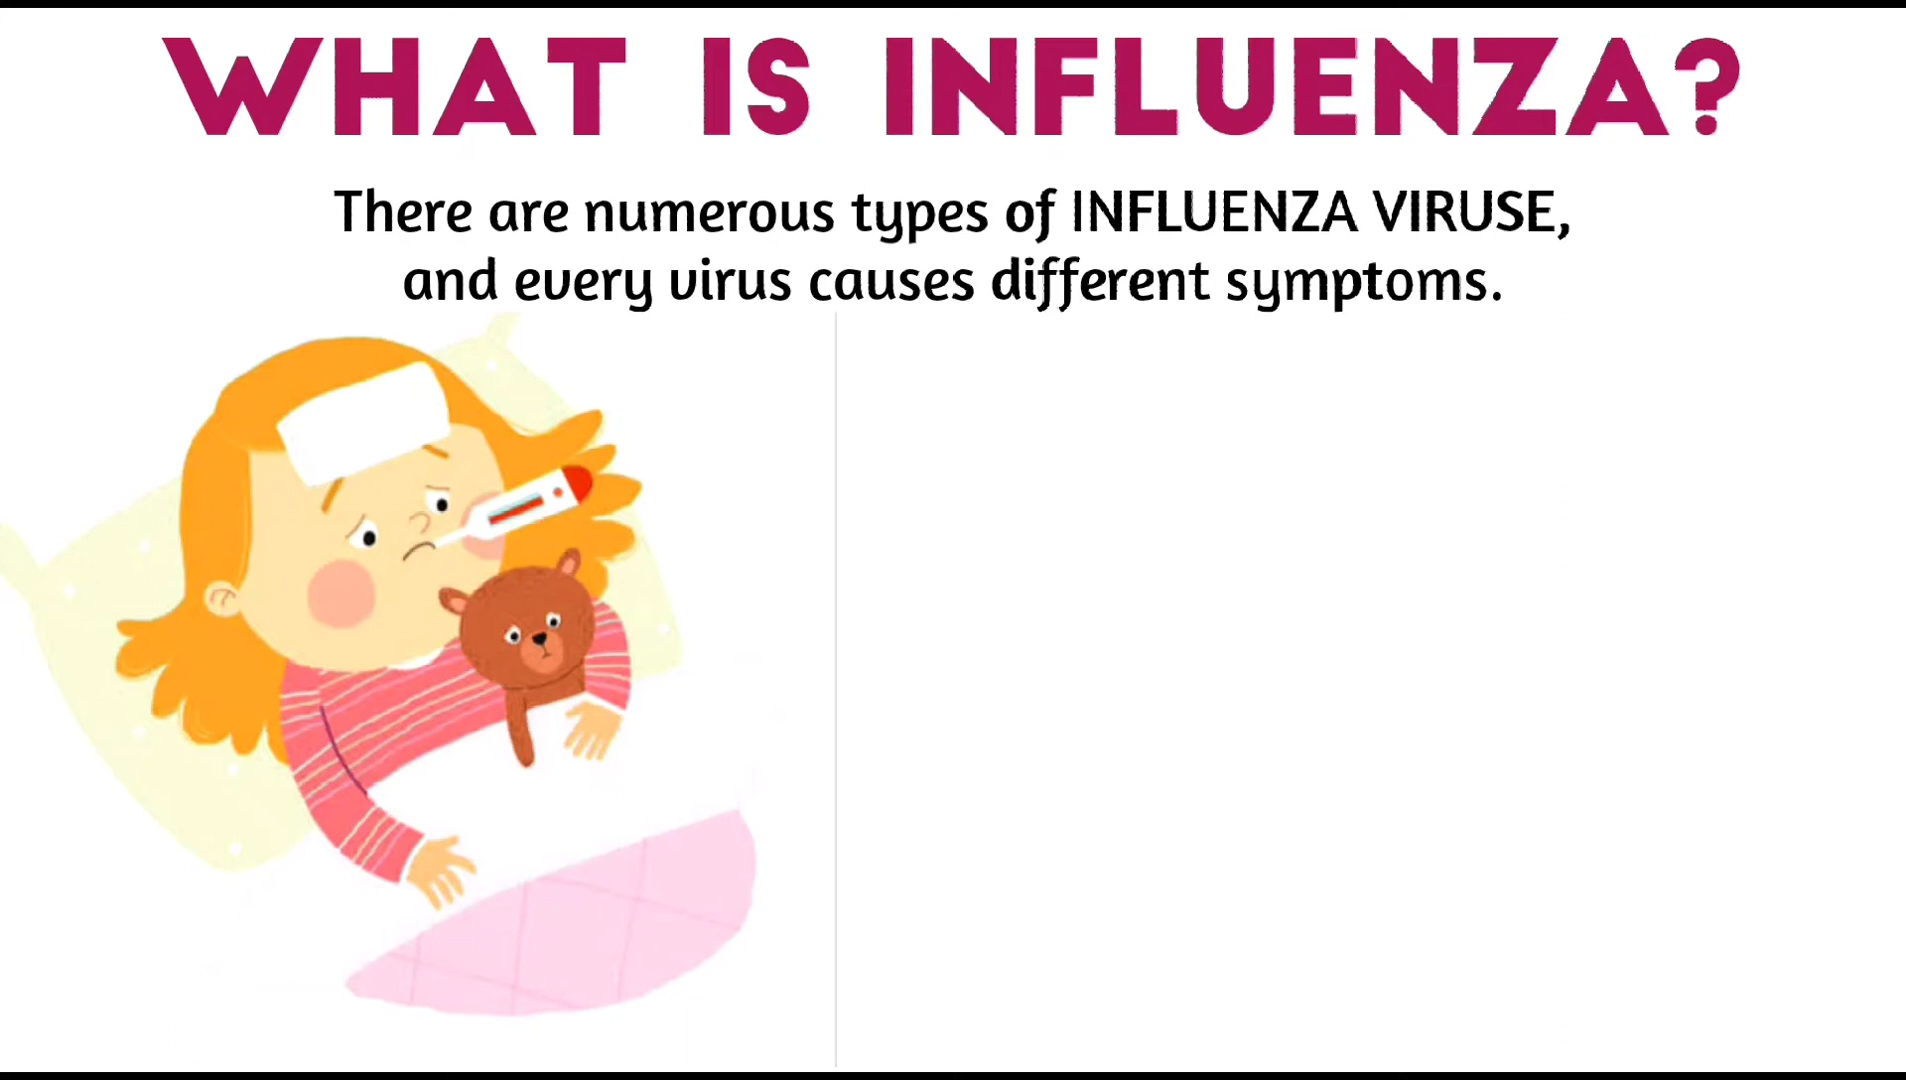 WHAT IS INFLUENZA?
There are numerous types of INFLUENZA VIRUSE,
and every virus causes different symptoms.